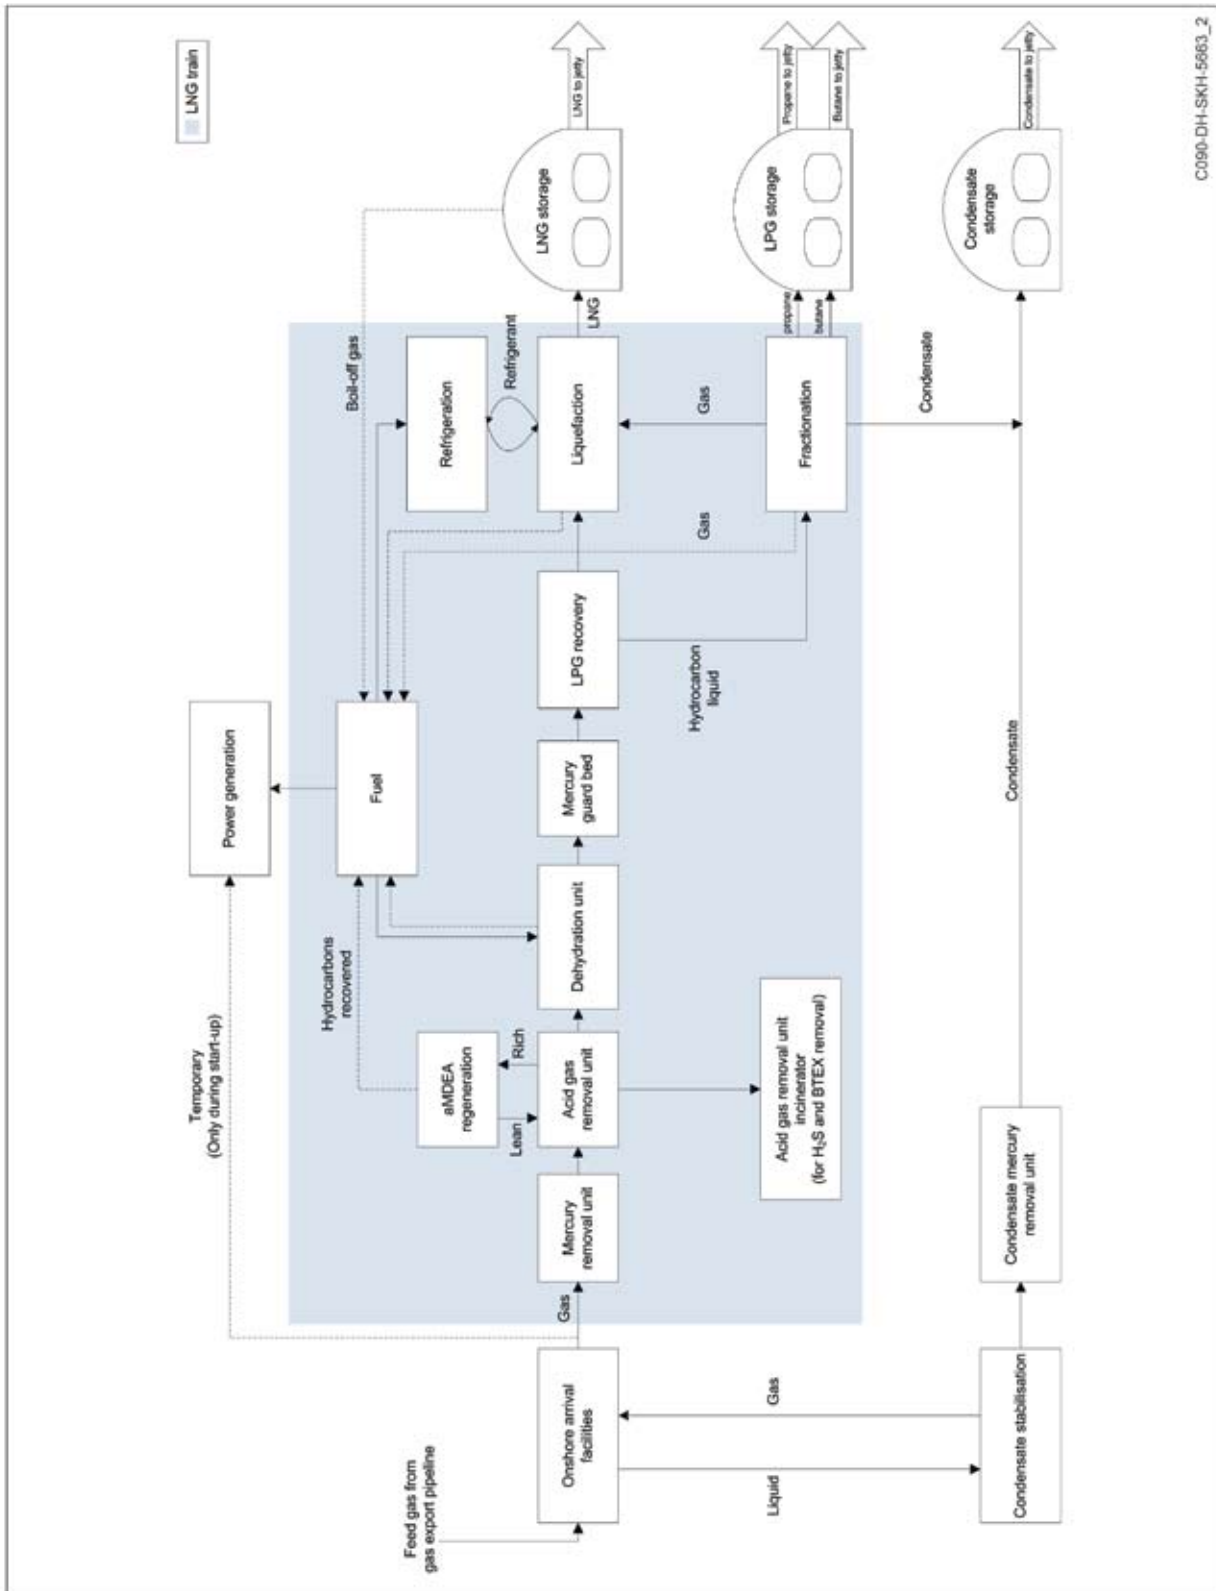 LNG train
Power generation
Temporary
(Only during start-up)
Boil-off gas
Fuel
Hydrocarbons
recovered
aMDEA
regeneration
Lean
Rich
Refrigeration
Refrigerant
Feed gas from
gas export pipeline
Onshore arrival
facilities
Gas
Mercury
removal unit
Acid gas
removal unit
Dehydration unit
Mercury
guard bed
LPG recovery
Liquefaction
LNG
LNG storage
LNG to jetty
Gas
Gas
Hydrocarbon
liquid
Acid gas removal unit
incinerator
(for H₂S and BTEX removal)
Fractionation
propane
butane
LPG storage
Propane to jetty
Butane to jetty
Liquid
Gas
Condensate
Condensate stabilisation
Condensate mercury
removal unit
Condensate
Condensate
storage
Condensate to jetty
C090-DH-SKH-5663_2